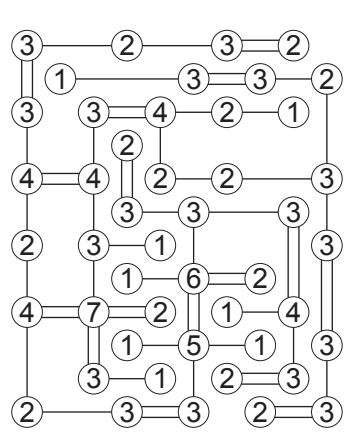 3 2 3 2
1 3 3 2
3 3 4 2 1
2
4 4 2 2 3
3 3 3
2 3 1 3
1 6 2
4 7 2 1 4
1 5 1 3
3 1 2 3
2 3 3 2 3